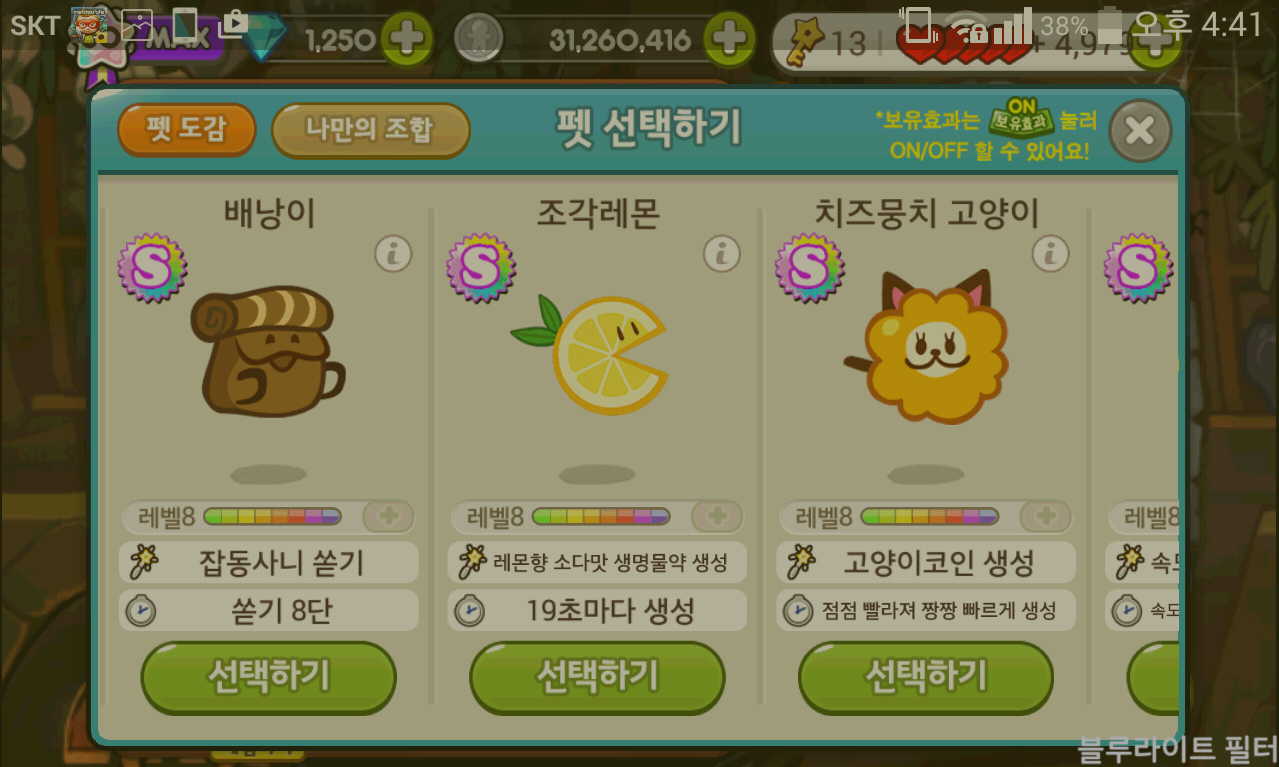 SKT
38% 오후 4:41
MAX 1,250 31,260,416 13 + 4,979
펫 도감 나만의 조합 펫 선택하기 *보유효과는 ON 보유효과 눌러
ON/OFF 할 수 있어요!
배낭이 조각레몬 치즈뭉치 고양이
S S S S
레벨8 레벨8 레벨8 레벨8
잡동사니 쏟기 레몬향 소다맛 생명물약 생성 고양이코인 생성
쏟기 8단 19초마다 생성 점점 빨라져 짱짱 빠르게 생성 속도
선택하기 선택하기 선택하기
블루라이트 필터